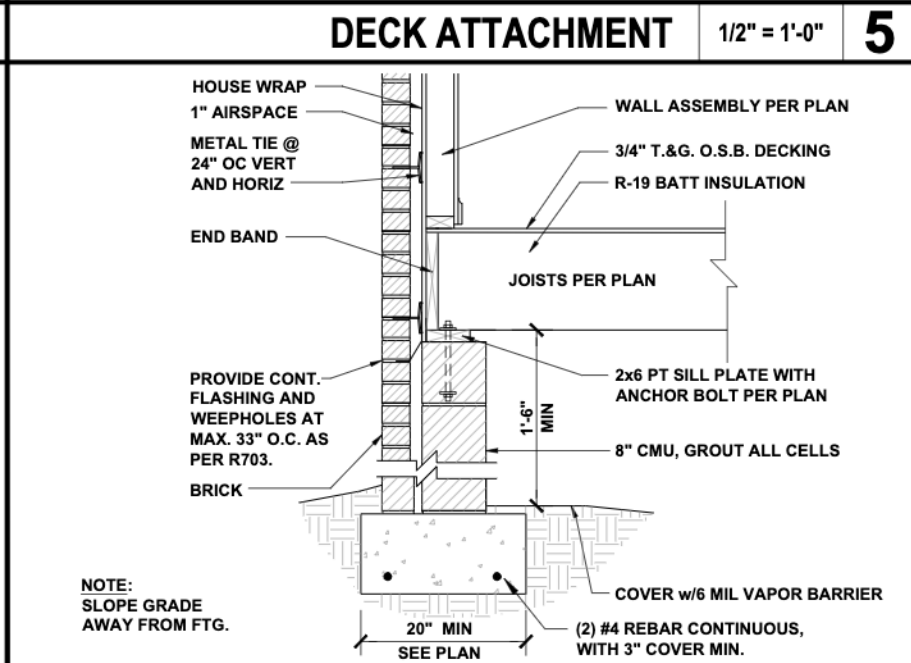 DECK ATTACHMENT
1/2" = 1'-0"
5
HOUSE WRAP
1" AIRSPACE
METAL TIE @
24" OC VERT
AND HORIZ
END BAND
PROVIDE CONT.
FLASHING AND
WEEPHOLES AT
MAX. 33" O.C. AS
PER R703.
BRICK
WALL ASSEMBLY PER PLAN
3/4" T.&G. O.S.B. DECKING
R-19 BATT INSULATION
JOISTS PER PLAN
2x6 PT SILL PLATE WITH
ANCHOR BOLT PER PLAN
1'-6"
MIN
8" CMU, GROUT ALL CELLS
COVER w/6 MIL VAPOR BARRIER
(2) #4 REBAR CONTINUOUS,
WITH 3" COVER MIN.
20" MIN
SEE PLAN
NOTE:
SLOPE GRADE
AWAY FROM FTG.